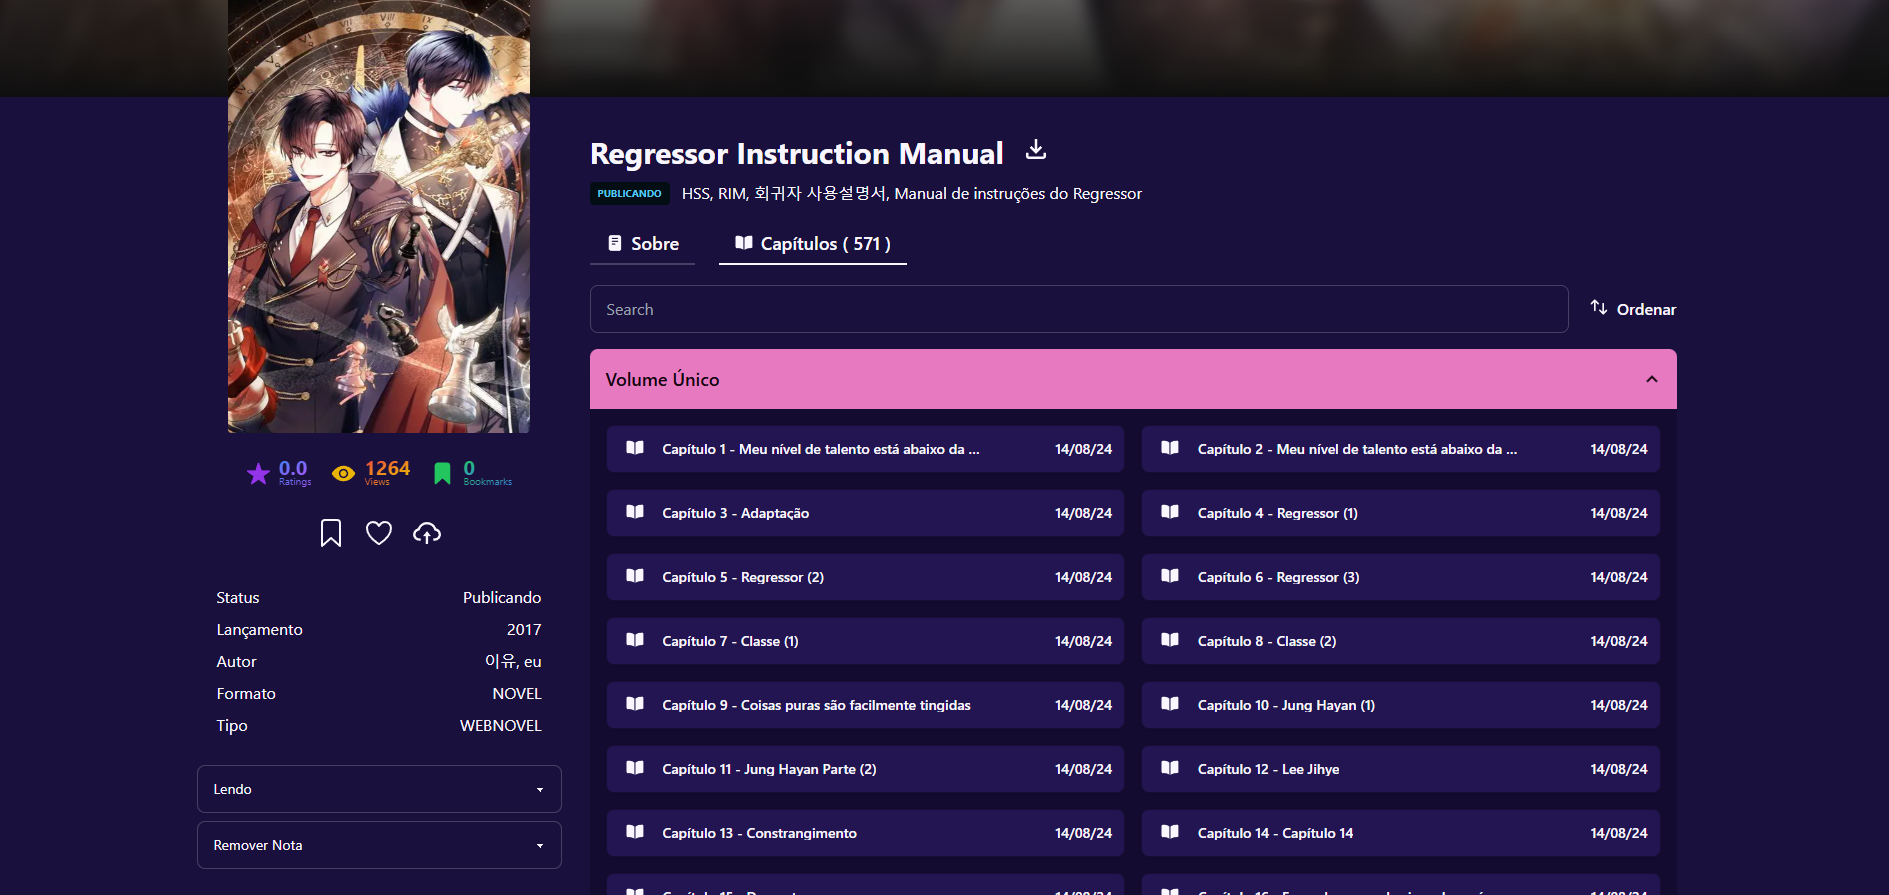 Regressor Instruction Manual
PUBLICANDO HSS, RIM, 회귀자 사용설명서, Manual de instruções do Regressor
Sobre
Capítulos ( 571 )
Search
Ordenar
Volume Único
Capítulo 1 - Meu nível de talento está abaixo da ... 14/08/24
Capítulo 2 - Meu nível de talento está abaixo da ... 14/08/24
Capítulo 3 - Adaptação 14/08/24
Capítulo 4 - Regressor (1) 14/08/24
Capítulo 5 - Regressor (2) 14/08/24
Capítulo 6 - Regressor (3) 14/08/24
Capítulo 7 - Classe (1) 14/08/24
Capítulo 8 - Classe (2) 14/08/24
Capítulo 9 - Coisas puras são facilmente tingidas 14/08/24
Capítulo 10 - Jung Hayan (1) 14/08/24
Capítulo 11 - Jung Hayan Parte (2) 14/08/24
Capítulo 12 - Lee Jihye 14/08/24
Capítulo 13 - Constrangimento 14/08/24
Capítulo 14 - Capítulo 14 14/08/24
0.0 Ratings
1264 Views
0 Bookmarks
Status Publicando
Lançamento 2017
Autor 이유, eu
Formato NOVEL
Tipo WEBNOVEL
Lendo
Remover Nota